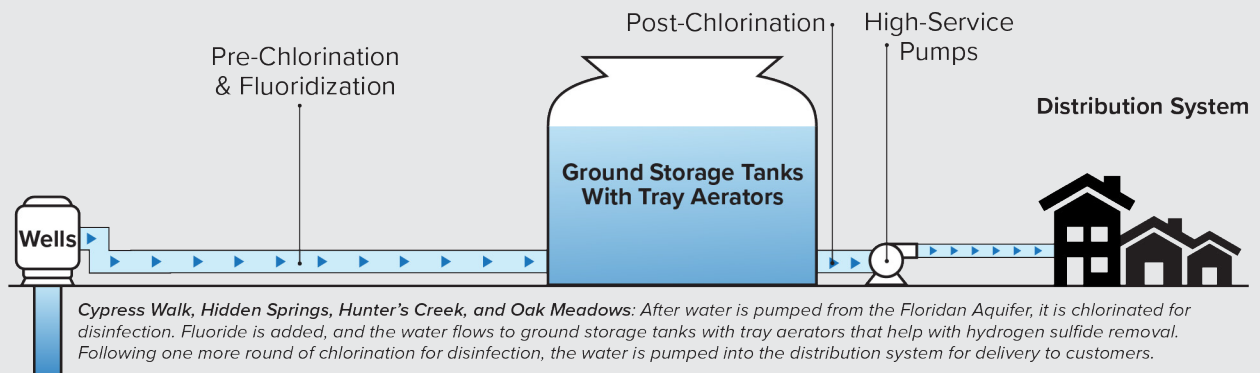 Post-Chlorination
High-Service
Pumps
Pre-Chlorination
& Fluoridization
Distribution System
Ground Storage Tanks
With Tray Aerators
Wells
Cypress Walk, Hidden Springs, Hunter's Creek, and Oak Meadows: After water is pumped from the Floridan Aquifer, it is chlorinated for
disinfection. Fluoride is added, and the water flows to ground storage tanks with tray aerators that help with hydrogen sulfide removal.
Following one more round of chlorination for disinfection, the water is pumped into the distribution system for delivery to customers.